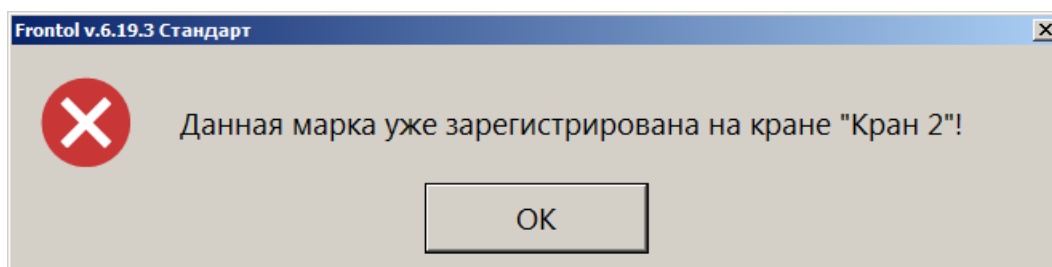 Frontol v.6.19.3 Стандарт
Данная марка уже зарегистрирована на кране "Кран 2"!
OK